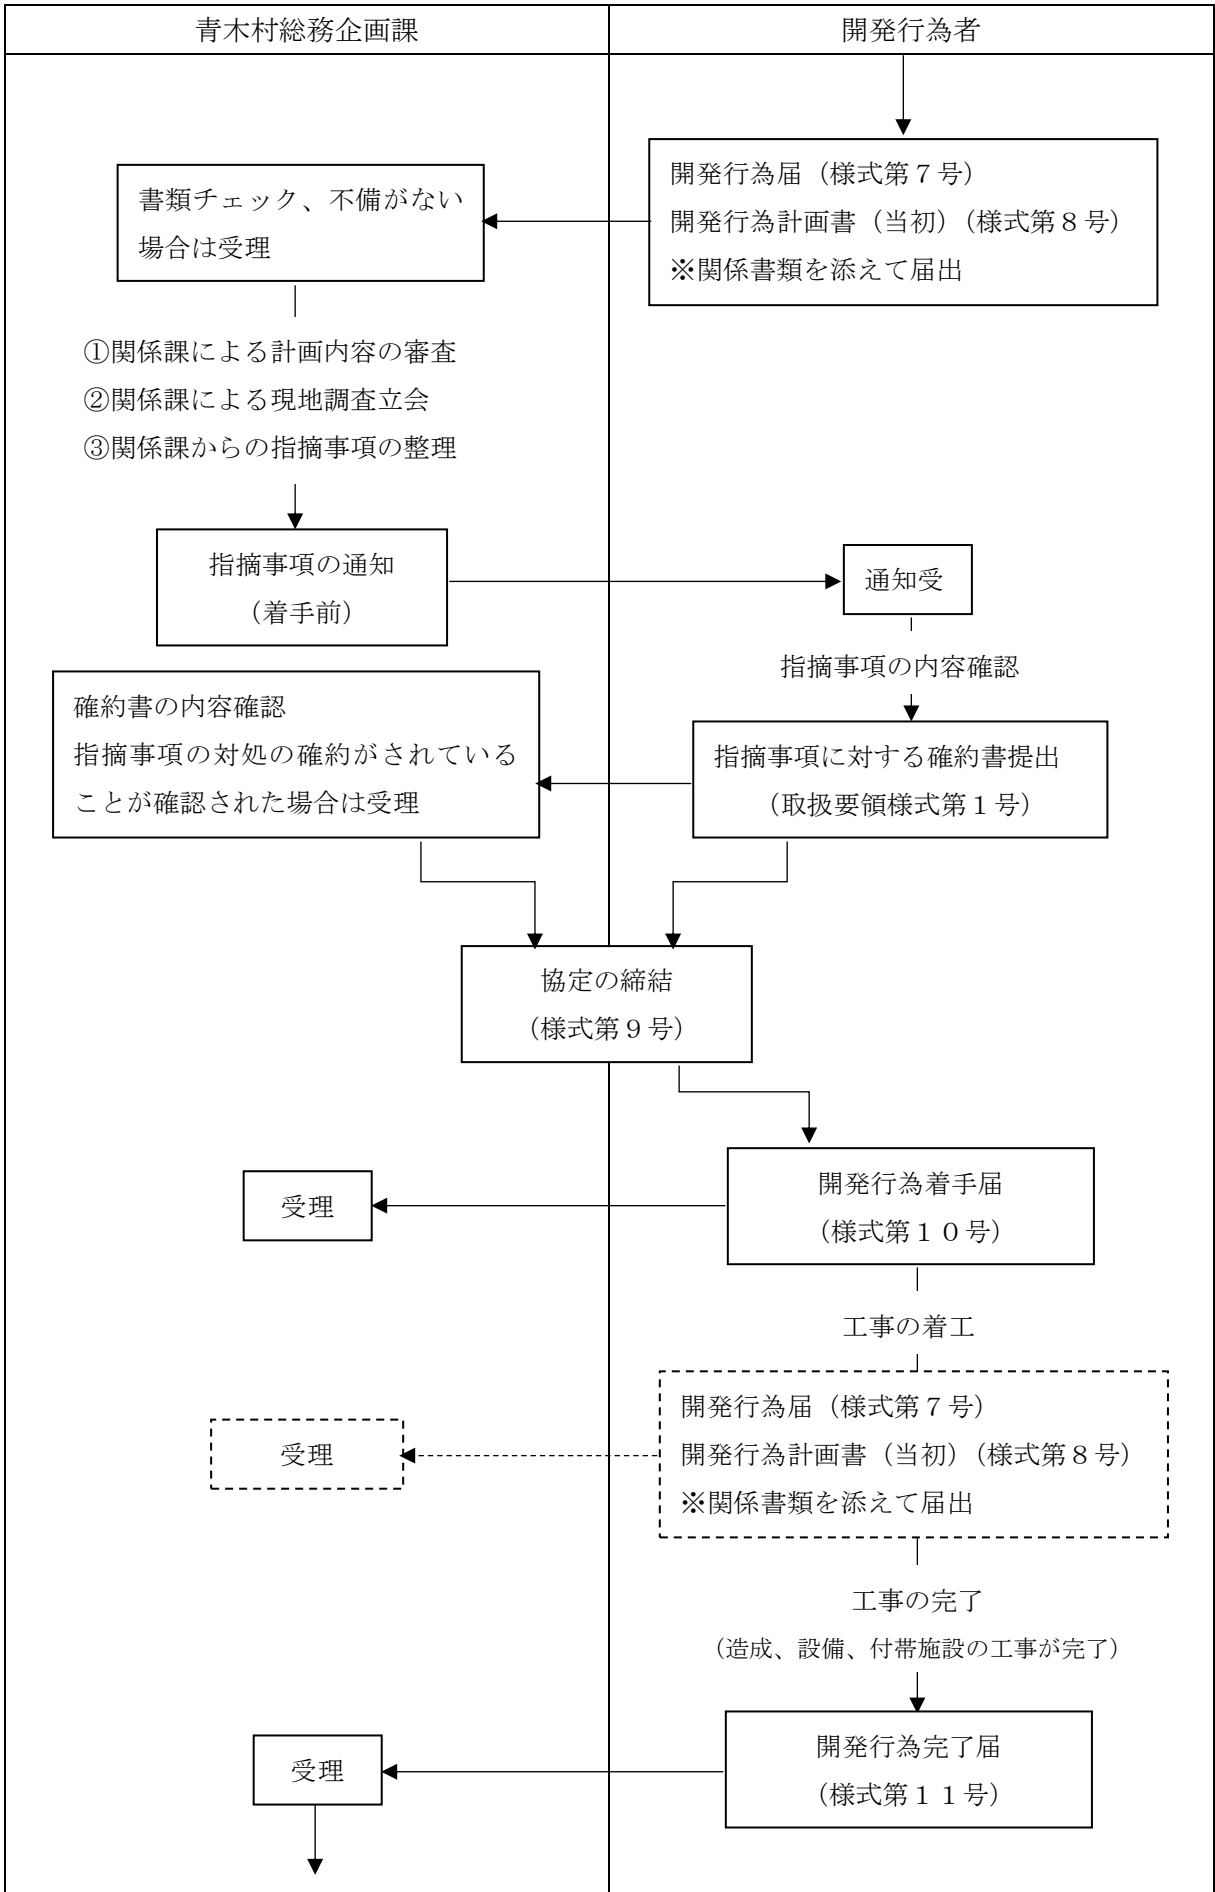 青木村総務企画課
開発行為者
開発行為届（様式第７号）
開発行為計画書（当初）（様式第８号）
※関係書類を添えて届出
書類チェック、不備がない
場合は受理
①関係課による計画内容の審査
②関係課による現地調査立会
③関係課からの指摘事項の整理
指摘事項の通知
（着手前）
通知受
指摘事項の内容確認
指摘事項に対する確約書提出
（取扱要領様式第１号）
確約書の内容確認
指摘事項の対処の確約がされている
ことが確認された場合は受理
協定の締結
（様式第９号）
開発行為着手届
（様式第１０号）
受理
工事の着工
開発行為届（様式第７号）
開発行為計画書（当初）（様式第８号）
※関係書類を添えて届出
受理
工事の完了
（造成、設備、付帯施設の工事が完了）
開発行為完了届
（様式第１１号）
受理